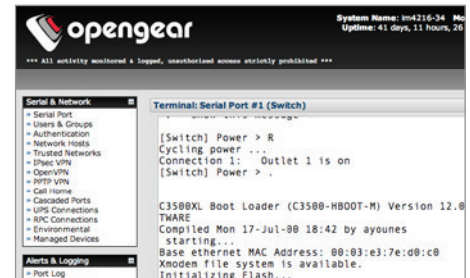 opengear
System Name: im4216-34 Mo
Uptime: 41 days, 11 hours, 26
*** All activity monitored & logged, unauthorised access strictly prohibited ***
Serial & Network
» Serial Port
» Users & Groups
» Authentication
» Network Hosts
» Trusted Networks
» IPsec VPN
» OpenVPN
» PPTP VPN
» Call Home
» Cascaded Ports
» UPS Connections
» RPC Connections
» Environmental
» Managed Devices
Alerts & Logging
» Port Log
Terminal: Serial Port #1 (Switch)
show this message
[Switch] Power > R
Cycling power ...
Connection 1: Outlet 1 is on
[Switch] Power > .
C3500XL Boot Loader (C3500-HBOOT-M) Version 12.0
TWARE
Compiled Mon 17-Jul-00 18:42 by ayounes
starting...
Base ethernet MAC Address: 00:03:e3:7e:d0:c0
Xmodem file system is available.
Initializing Flash...